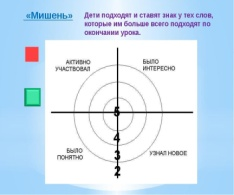 «Мишень»
Дети подходят и ставят знак у тех слов,
которые им больше всего подходят по
окончании урока.
АКТИВНО
УЧАСТВОВАЛ
БЫЛО
ИНТЕРЕСНО
5
4
3
2
БЫЛО
ПОНЯТНО
УЗНАЛ НОВОЕ